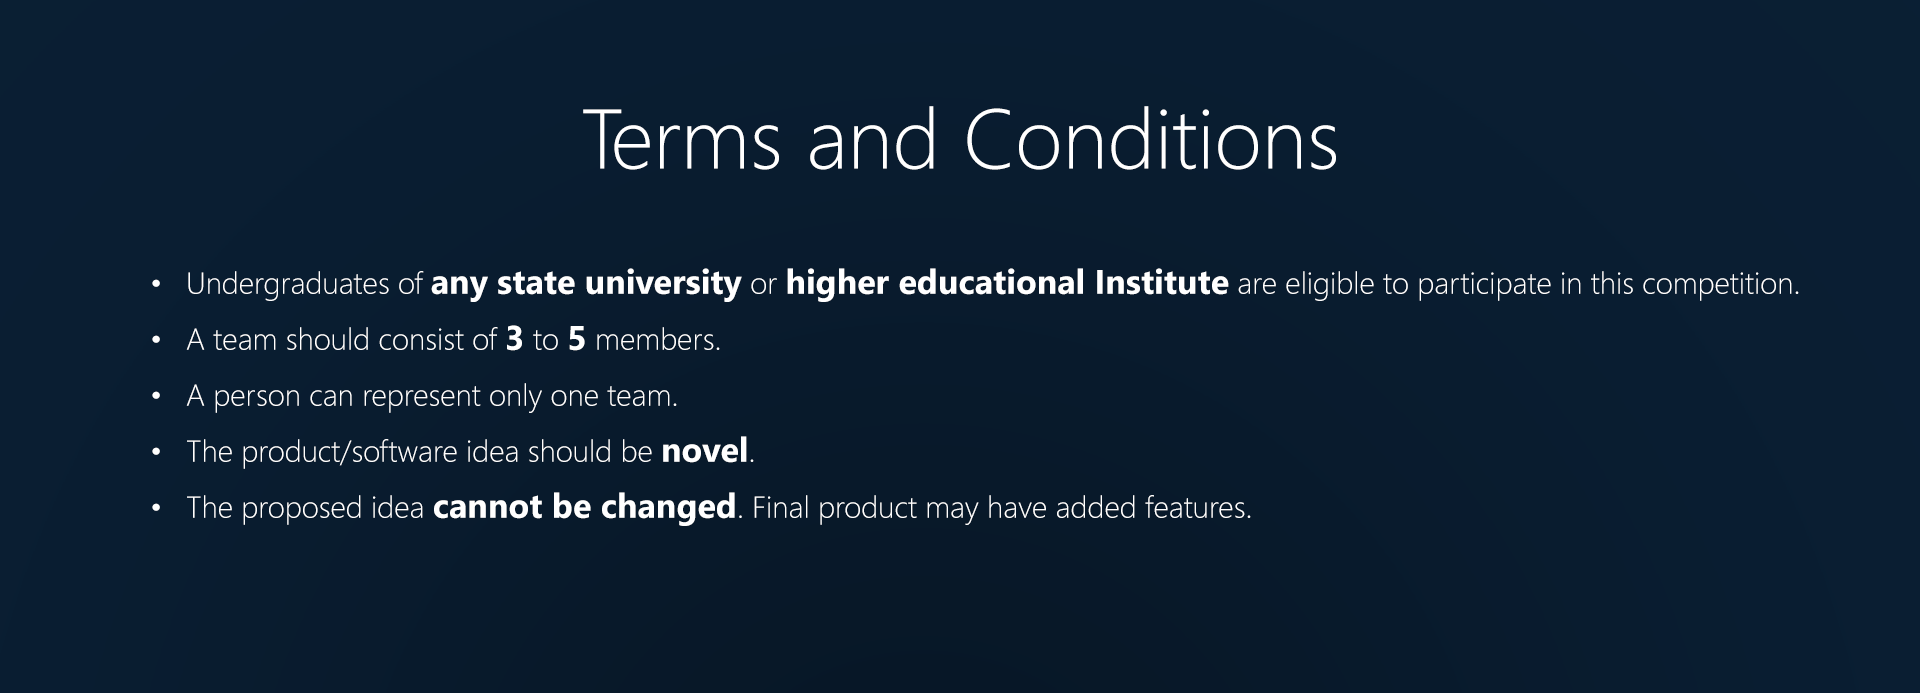 Terms and Conditions
• Undergraduates of any state university or higher educational Institute are eligible to participate in this competition.
• A team should consist of 3 to 5 members.
• A person can represent only one team.
• The product/software idea should be novel.
• The proposed idea cannot be changed. Final product may have added features.